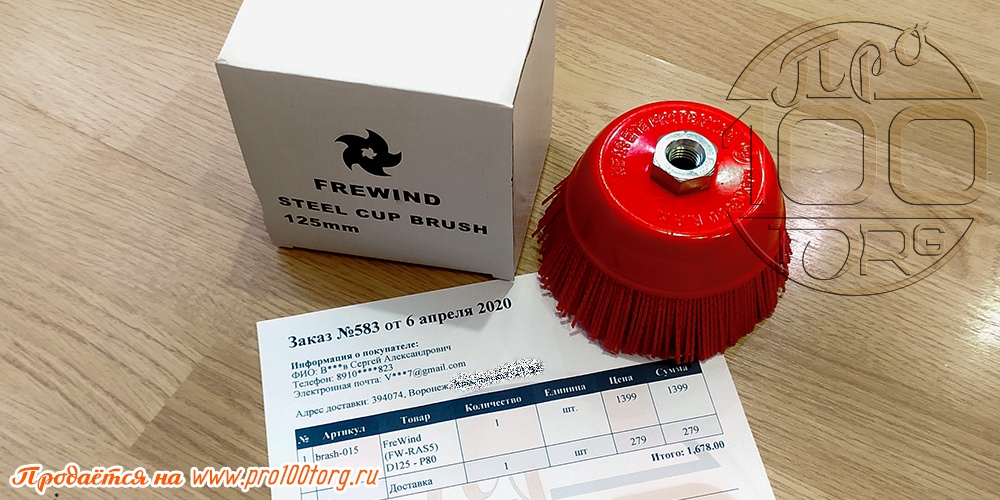 FREWIND
STEEL CUP BRUSH
125mm
Про
100
TORG
Заказ №583 от 6 апреля 2020
Информация о покупателе:
ФИО: В***в Сергей Александрович
Телефон: 8910****823
Электронная почта: V***7@gmail.com
Адрес доставки: 394074, Воронеж
№ Артикул Товар Количество Единица Цена Сумма
1 brash-015 FreWind 1 шт. 1399 1399
(FW-RAS5)
D125 - P80
Доставка 1 шт 279 279
Итого: 1,678.00
Продаётся на www.pro100torg.ru